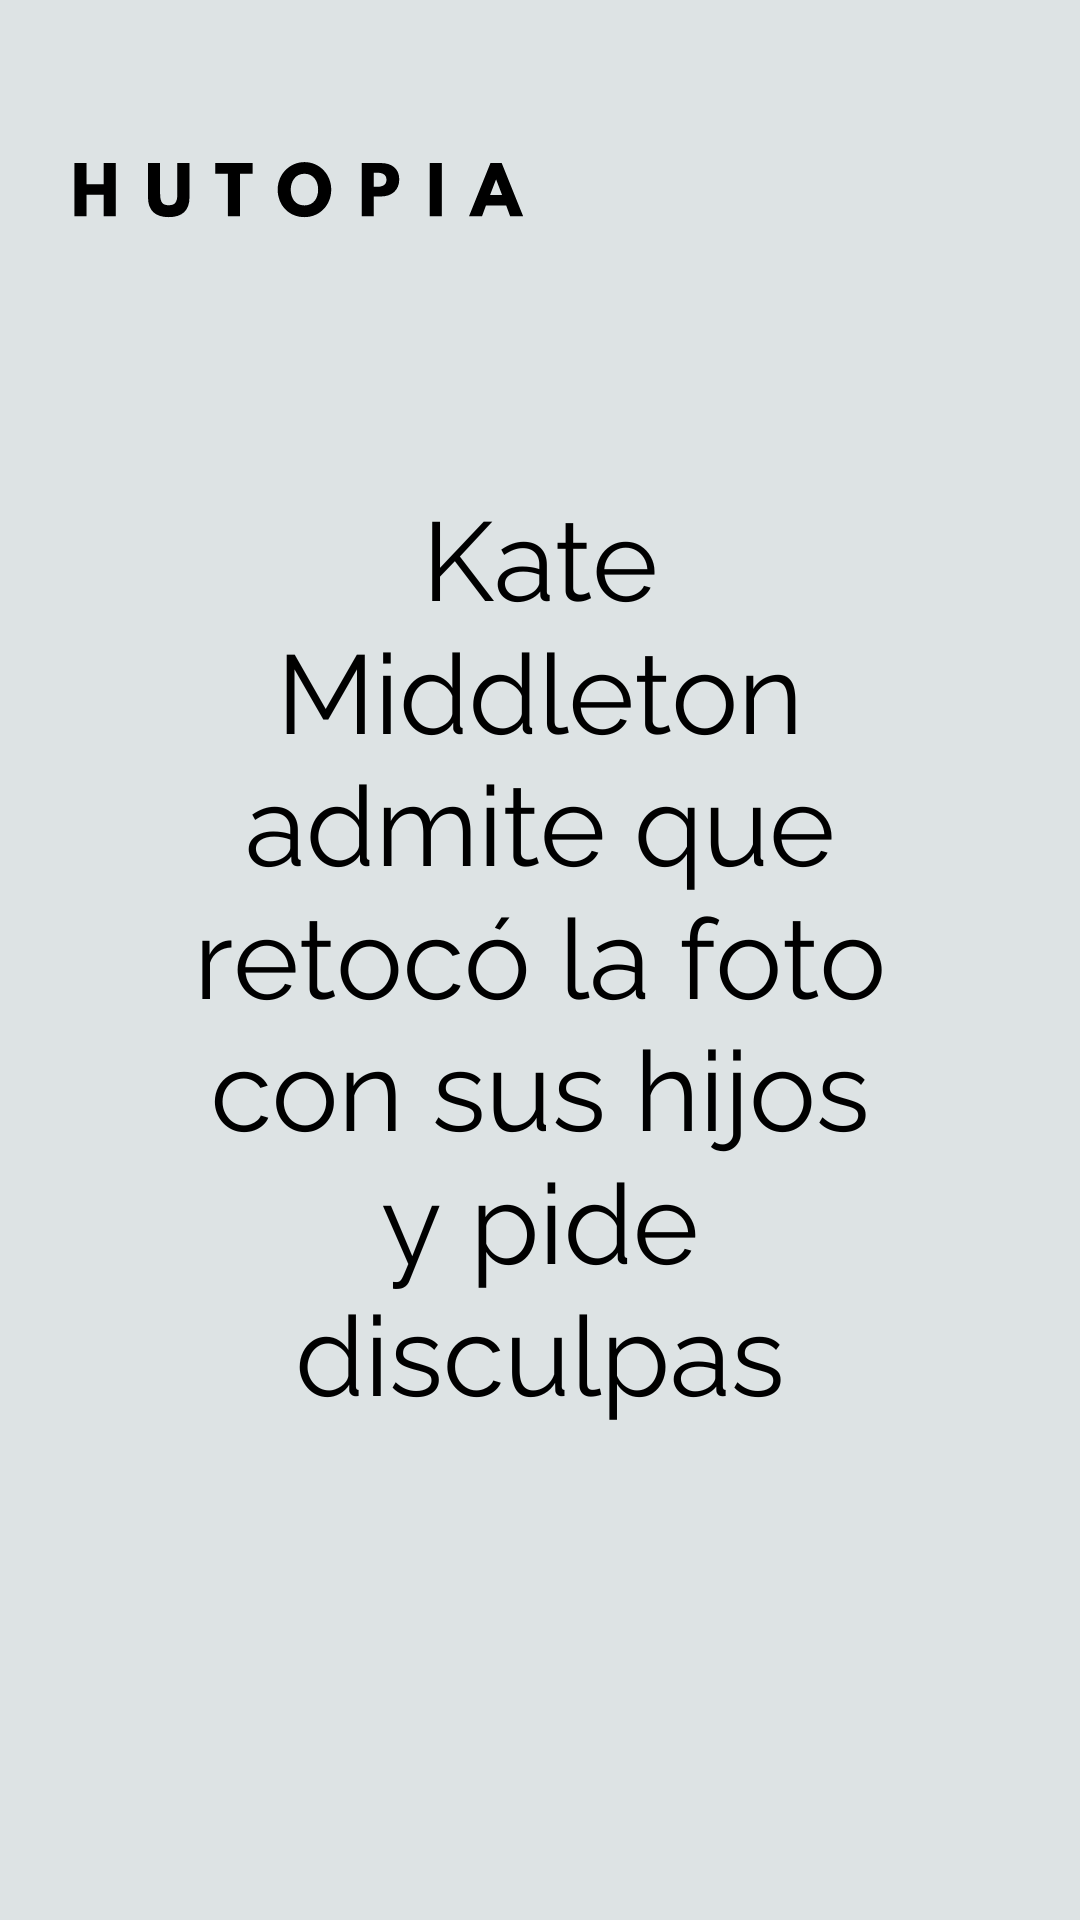 HUTOPIA
Kate
Middleton
admite que
retocó la foto
con sus hijos
y pide
disculpas